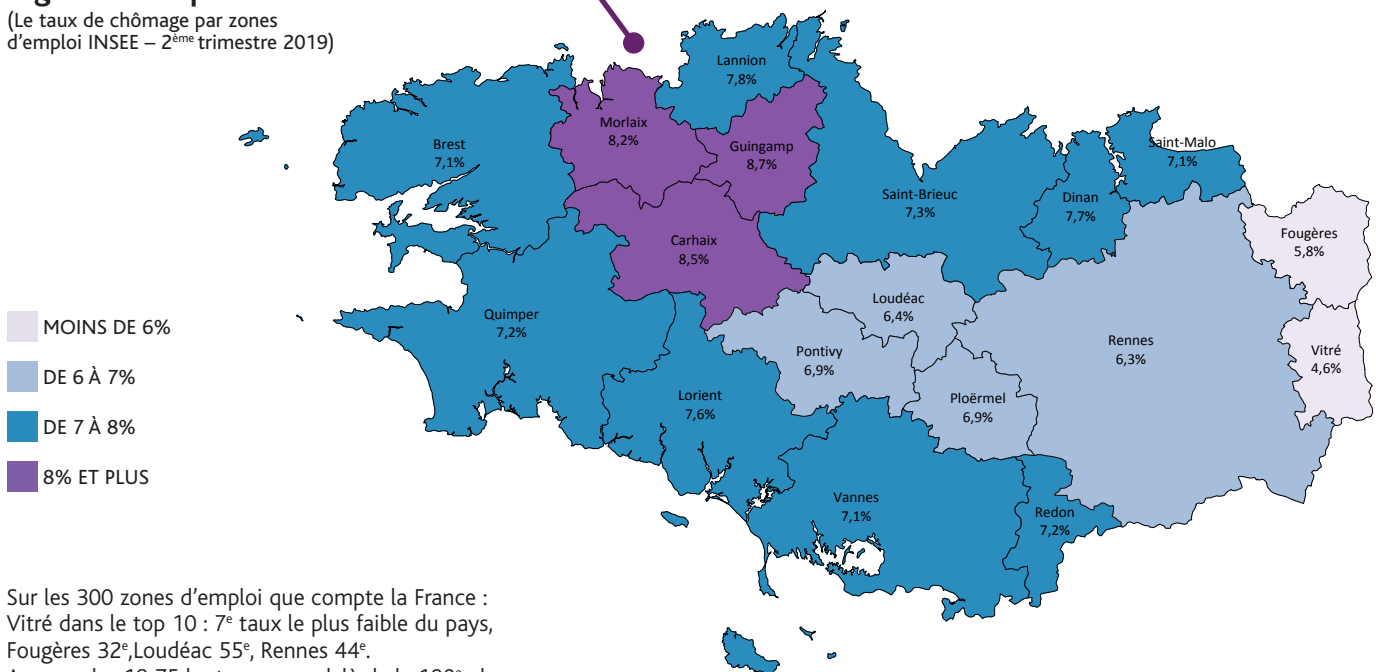 (Le taux de chômage par zones
d'emploi INSEE – 2ème trimestre 2019)
Lannion
7,8%
Morlaix
8,2%
Guingamp
8,7%
Brest
7,1%
Saint-Malo
7,1%
Saint-Brieuc
7,3%
Dinan
7,7%
Fougères
5,8%
Carhaix
8,5%
Loudéac
6,4%
Quimper
7,2%
Rennes
6,3%
Pontivy
6,9%
Vitré
4,6%
Lorient
7,6%
Ploërmel
6,9%
Vannes
7,1%
Redon
7,2%
MOINS DE 6%
DE 6 À 7%
DE 7 À 8%
8% ET PLUS
Sur les 300 zones d'emploi que compte la France :
Vitré dans le top 10 : 7e taux le plus faible du pays,
Fougères 32e,Loudéac 55e, Rennes 44e.